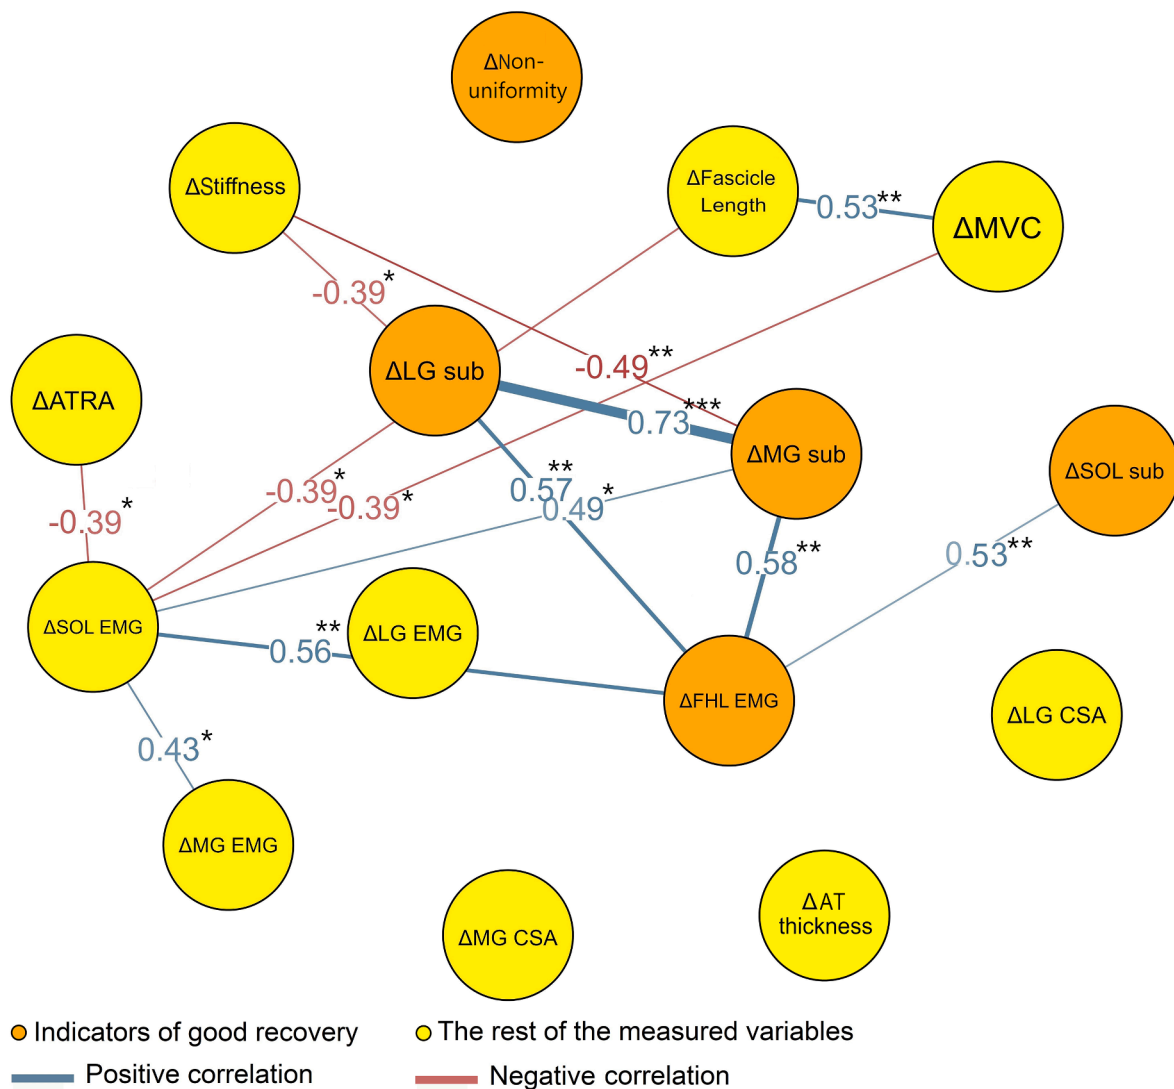 ΔNon-
uniformity
ΔStiffness
ΔFascicle
Length
0.53**
ΔMVC
-0.39*
ΔLG sub
-0.49**
ΔATRA
0.73***
ΔMG sub
ΔSOL sub
-0.39*
-0.39*
-0.39*
0.57**
0.49*
0.58**
0.53**
ΔSOL EMG
0.56**
ΔLG EMG
ΔFHL EMG
ΔLG CSA
0.43*
ΔMG EMG
ΔMG CSA
ΔAT
thickness
Indicators of good recovery
The rest of the measured variables
Positive correlation
Negative correlation